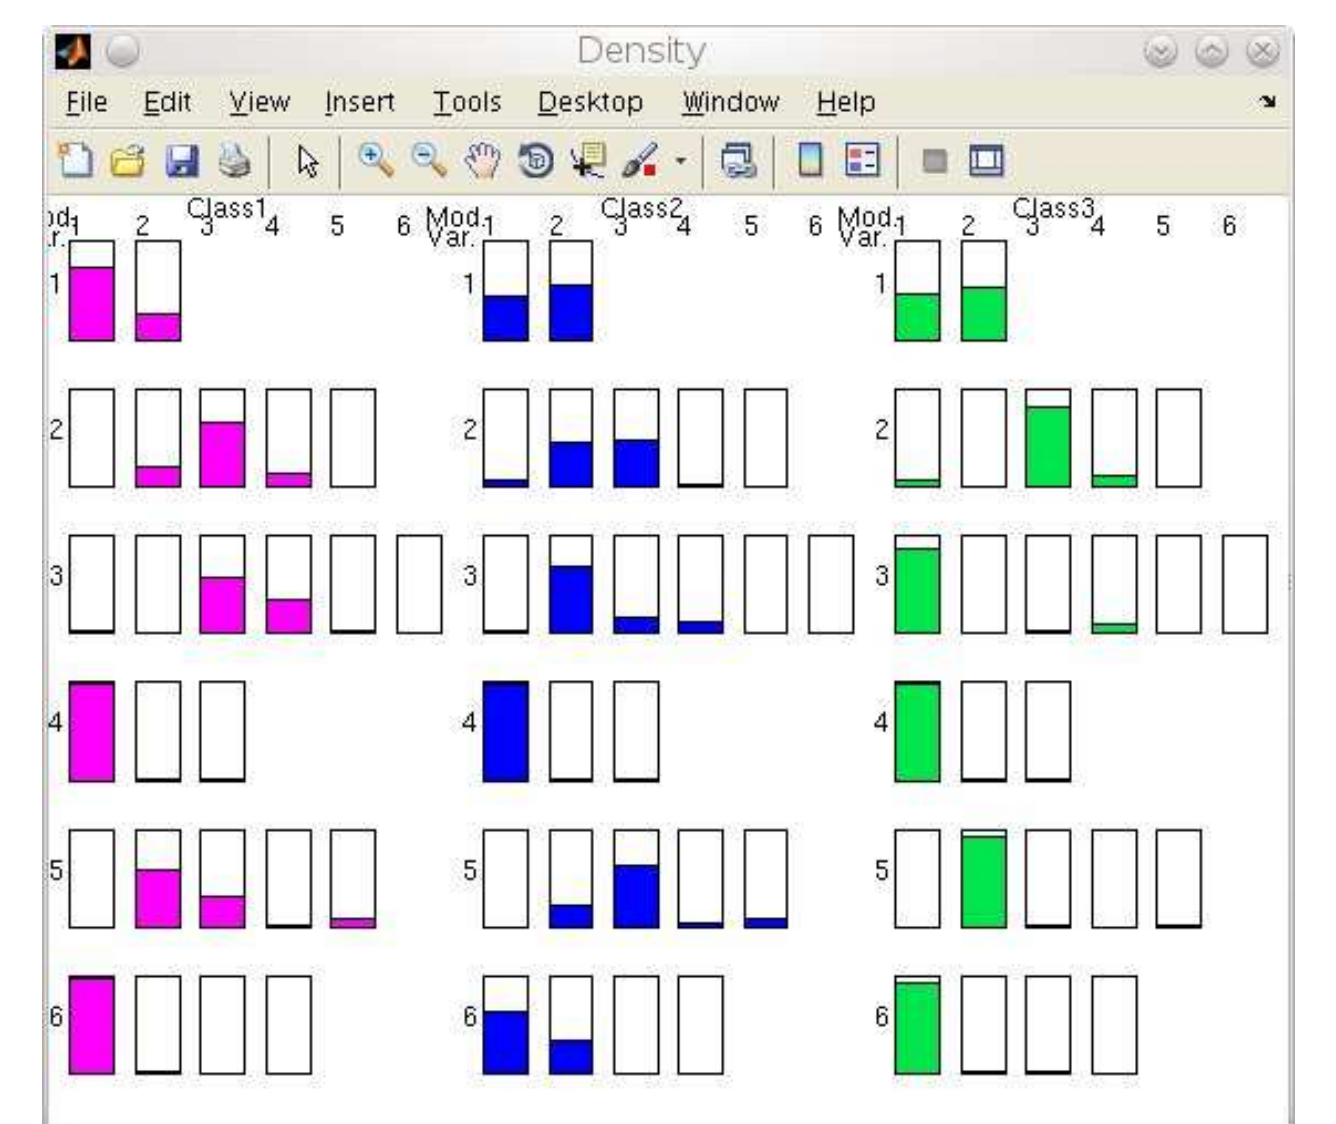 Density
File Edit View Insert Tools Desktop Window Help
Class1 Class2 Class3
od. 1 2 3 4 5 6 Mod. 1 2 3 4 5 6 Mod. 1 2 3 4 5 6
r. Var. Var.
1 1 1
2 2 2
3 3 3
4 4 4
5 5 5
6 6 6